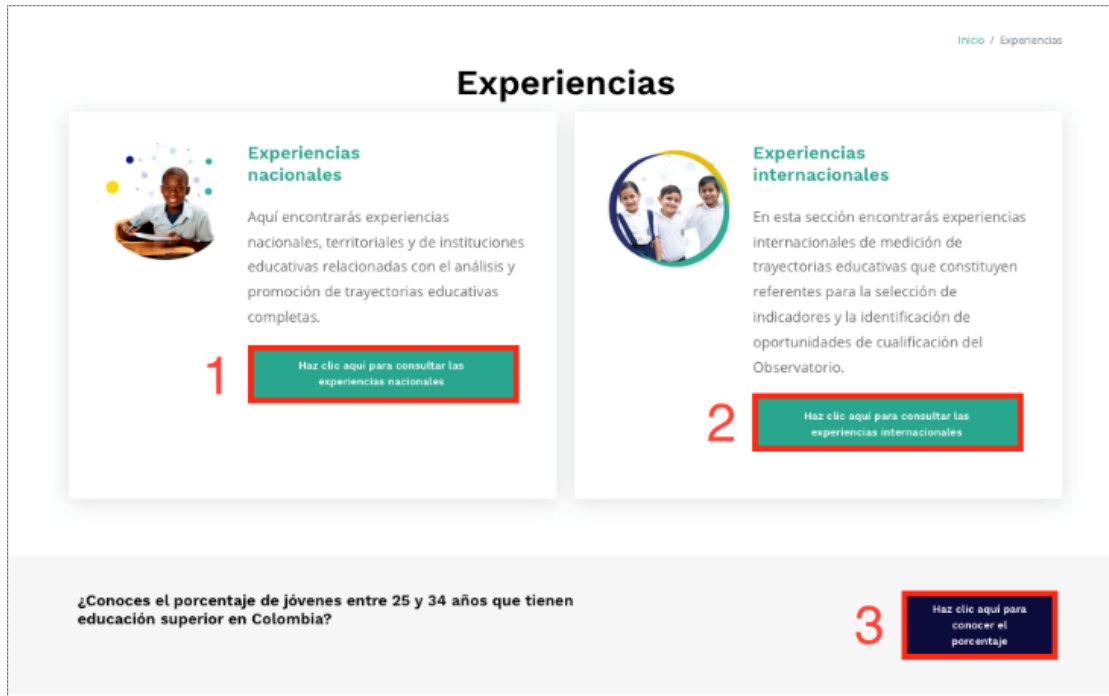 Inicio / Experiencias
Experiencias
Experiencias
nacionales
Aquí encontrarás experiencias
nacionales, territoriales y de instituciones
educativas relacionadas con el análisis y
promoción de trayectorias educativas
completas.
1
Haz clic aquí para consultar las
experiencias nacionales
Experiencias
internacionales
En esta sección encontrarás experiencias
internacionales de medición de
trayectorias educativas que constituyen
referentes para la selección de
indicadores y la identificación de
oportunidades de cualificación del
Observatorio.
2
Haz clic aquí para consultar las
experiencias internacionales
¿Conoces el porcentaje de jóvenes entre 25 y 34 años que tienen
educación superior en Colombia?
3
Haz clic aquí para
conocer el
porcentaje